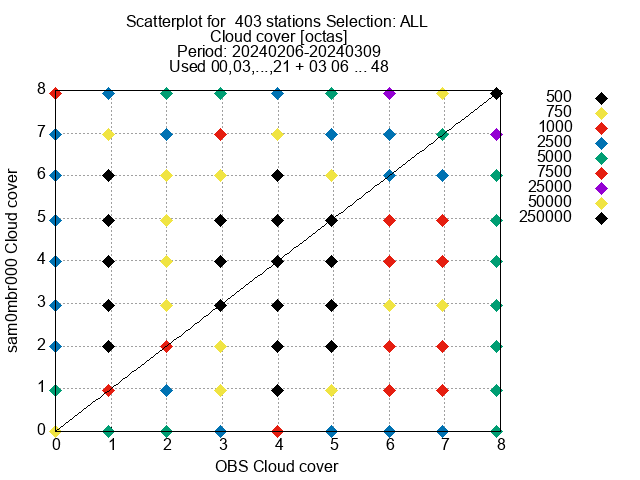 Scatterplot for  403 stations Selection: ALL
Cloud cover [octas]
Period: 20240206-20240309
Used 00,03,...,21 + 03 06 ... 48
8
7
6
5
4
3
2
1
0
sam0mbr000 Cloud cover
0 1 2 3 4 5 6 7 8
OBS Cloud cover
500
750
1000
2500
5000
7500
25000
50000
250000